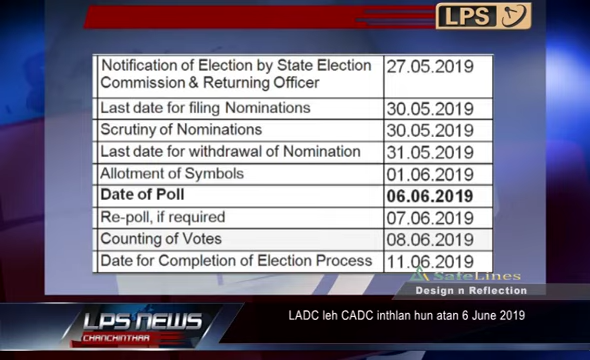 LPS
Notification of Election by State Election 27.05.2019
Commission & Returning Officer
Last date for filing Nominations 30.05.2019
Scrutiny of Nominations 30.05.2019
Last date for withdrawal of Nomination 31.05.2019
Allotment of Symbols 01.06.2019
Date of Poll 06.06.2019
Re-poll, if required 07.06.2019
Counting of Votes 08.06.2019
Date for Completion of Election Process 11.06.2019
SafeLines
Design n Reflection
LPS NEWS
CHANCHINTHAR
LADC leh CADC inthlan hun atan 6 June 2019